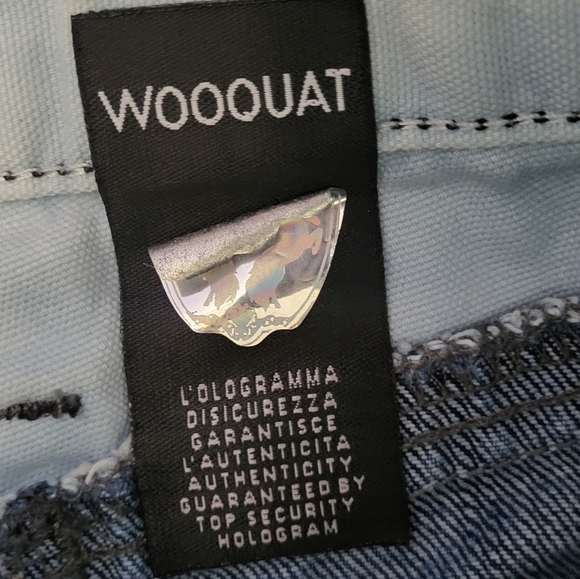 WOOQUAT
L'OLOGRAMMA
DISICUREZZA
GARANTISCE
L'AUTENTICITA
AUTHENTICITY
GUARANTEED BY
TOP SECURITY
HOLOGRAM